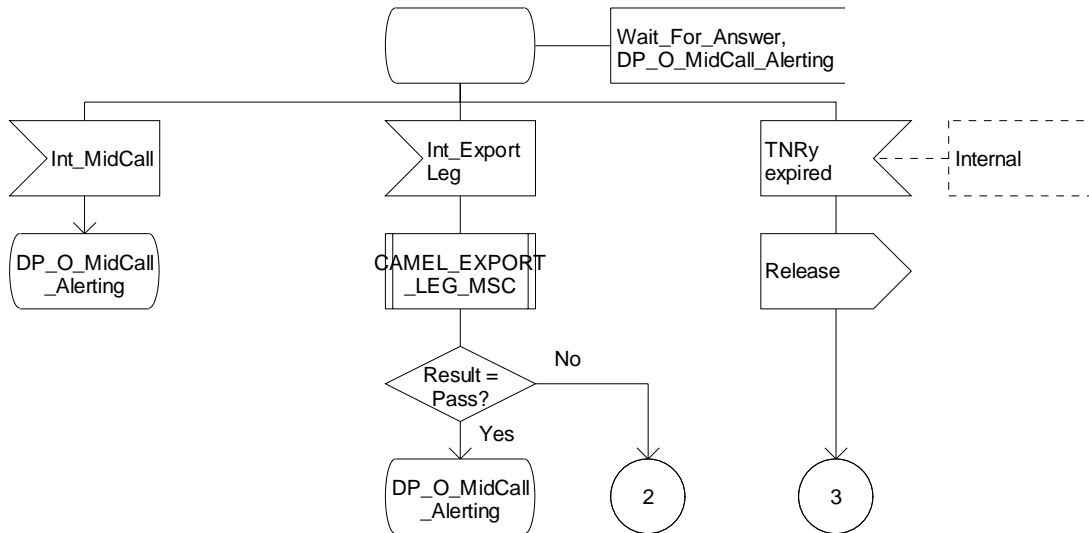 Wait_For_Answer,
DP_O_MidCall_Alerting
Int_MidCall
Int_Export
Leg
TNRy
expired
Internal
DP_O_MidCall
_Alerting
CAMEL_EXPORT
_LEG_MSC
Release
Result =
Pass?
No
Yes
DP_O_MidCall
_Alerting
2
3